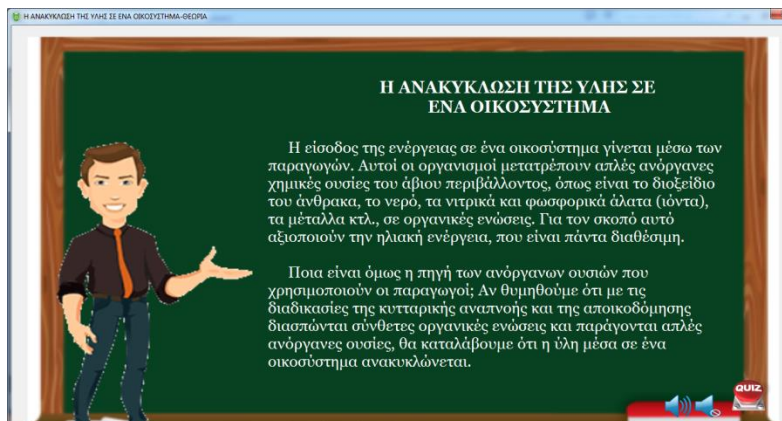 Η ΑΝΑΚΥΚΛΩΣΗ ΤΗΣ ΥΛΗΣ ΣΕ ΕΝΑ ΟΙΚΟΣΥΣΤΗΜΑ-ΘΕΩΡΙΑ
Η ΑΝΑΚΥΚΛΩΣΗ ΤΗΣ ΥΛΗΣ ΣΕ
ΕΝΑ ΟΙΚΟΣΥΣΤΗΜΑ
Η είσοδος της ενέργειας σε ένα οικοσύστημα γίνεται μέσω των
παραγωγών. Αυτοί οι οργανισμοί μετατρέπουν απλές ανόργανες
χημικές ουσίες του άβιου περιβάλλοντος, όπως είναι το διοξείδιο
του άνθρακα, το νερό, τα νιτρικά και φωσφορικά άλατα (ιόντα),
τα μέταλλα κτλ., σε οργανικές ενώσεις. Για τον σκοπό αυτό
αξιοποιούν την ηλιακή ενέργεια, που είναι πάντα διαθέσιμη.
Ποια είναι όμως η πηγή των ανόργανων ουσιών που
χρησιμοποιούν οι παραγωγοί; Αν θυμηθούμε ότι με τις
διαδικασίες της κυτταρικής αναπνοής και της αποικοδόμησης
διασπώνται σύνθετες οργανικές ενώσεις και παράγονται απλές
ανόργανες ουσίες, θα καταλάβουμε ότι η ύλη μέσα σε ένα
οικοσύστημα ανακυκλώνεται.
QUIZ